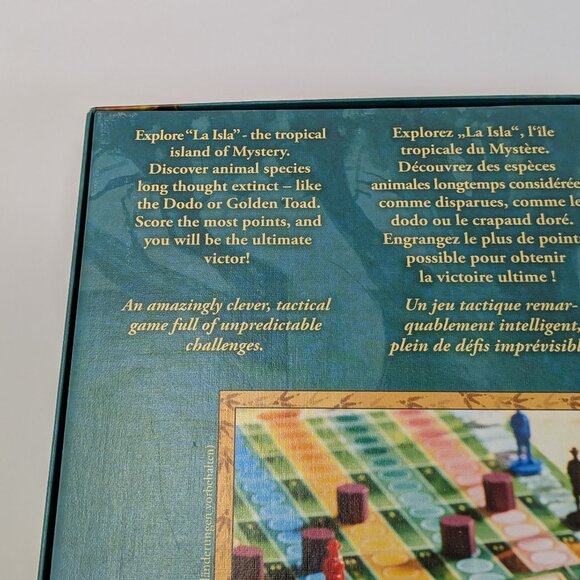 Explore “La Isla” - the tropical
island of Mystery.
Discover animal species
long thought extinct – like
the Dodo or Golden Toad.
Score the most points, and
you will be the ultimate
victor!
An amazingly clever, tactical
game full of unpredictable
challenges.
Explorez „La Isla“, l‘île
tropicale du Mystère.
Découvrez des espèces
animales longtemps considérée
comme disparues, comme le
dodo ou le crapaud doré.
Engrangez le plus de point
possible pour obtenir
la victoire ultime !
Un jeu tactique remar-
quablement intelligent,
plein de défis imprévisibl
änderungen vorbehalten)